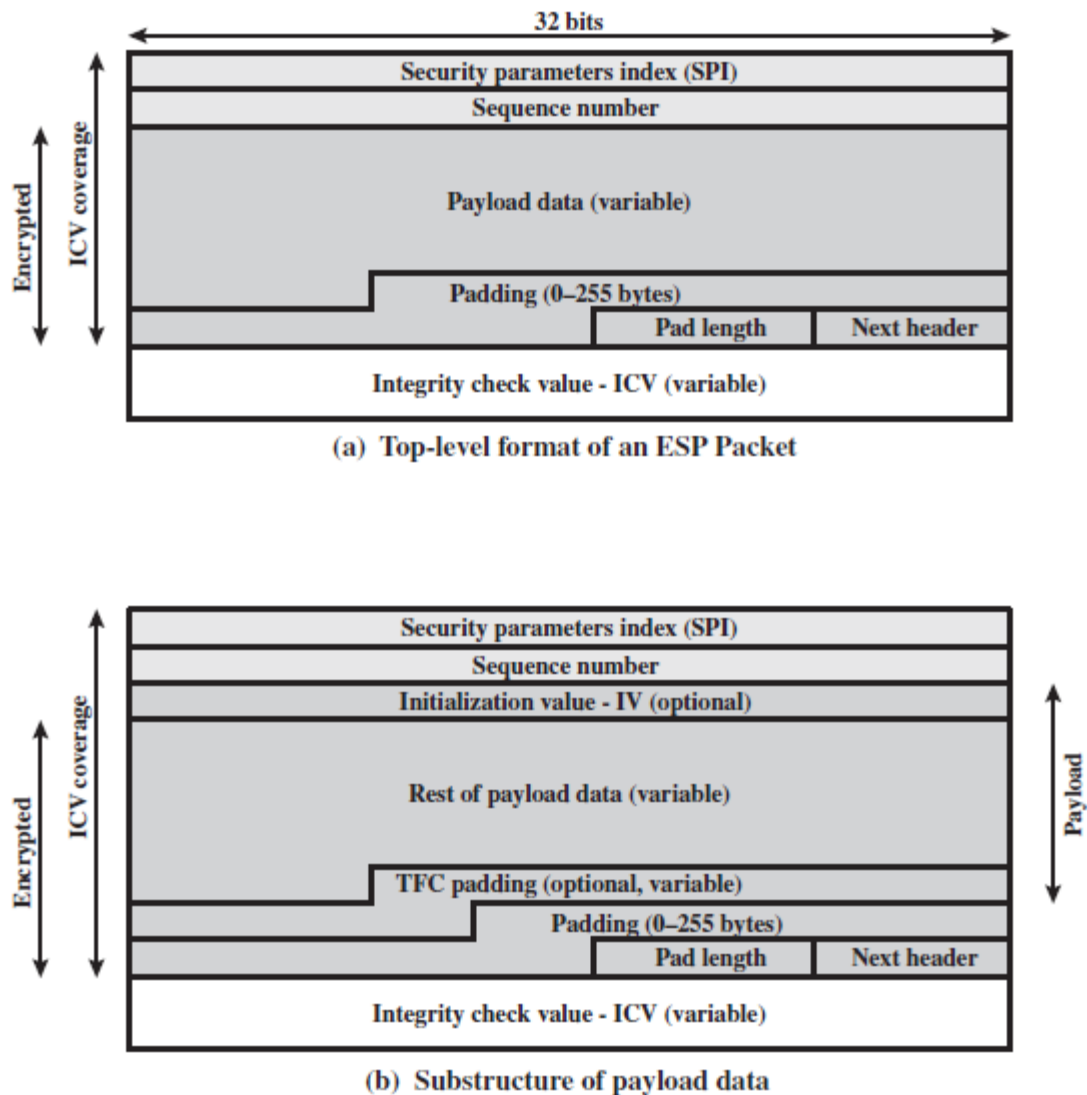 32 bits
Security parameters index (SPI)
Sequence number
Encrypted
ICV coverage
Payload data (variable)
Padding (0–255 bytes)
Pad length
Next header
Integrity check value - ICV (variable)
(a) Top-level format of an ESP Packet
Security parameters index (SPI)
Sequence number
Initialization value - IV (optional)
Encrypted
ICV coverage
Rest of payload data (variable)
Payload
TFC padding (optional, variable)
Padding (0–255 bytes)
Pad length
Next header
Integrity check value - ICV (variable)
(b) Substructure of payload data